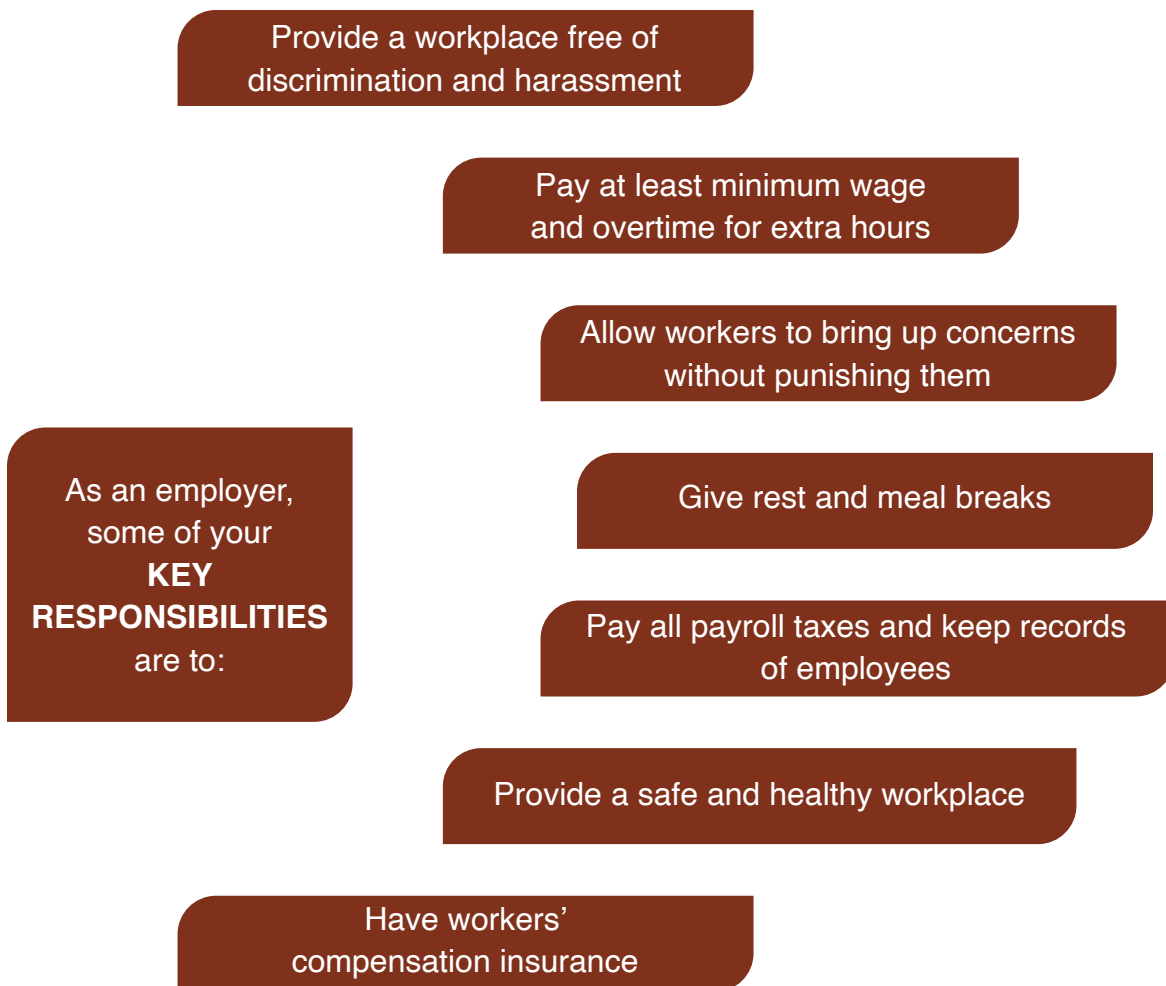 Provide a workplace free of
discrimination and harassment
Pay at least minimum wage
and overtime for extra hours
Allow workers to bring up concerns
without punishing them
As an employer,
some of your
KEY
RESPONSIBILITIES
are to:
Give rest and meal breaks
Pay all payroll taxes and keep records
of employees
Provide a safe and healthy workplace
Have workers’
compensation insurance